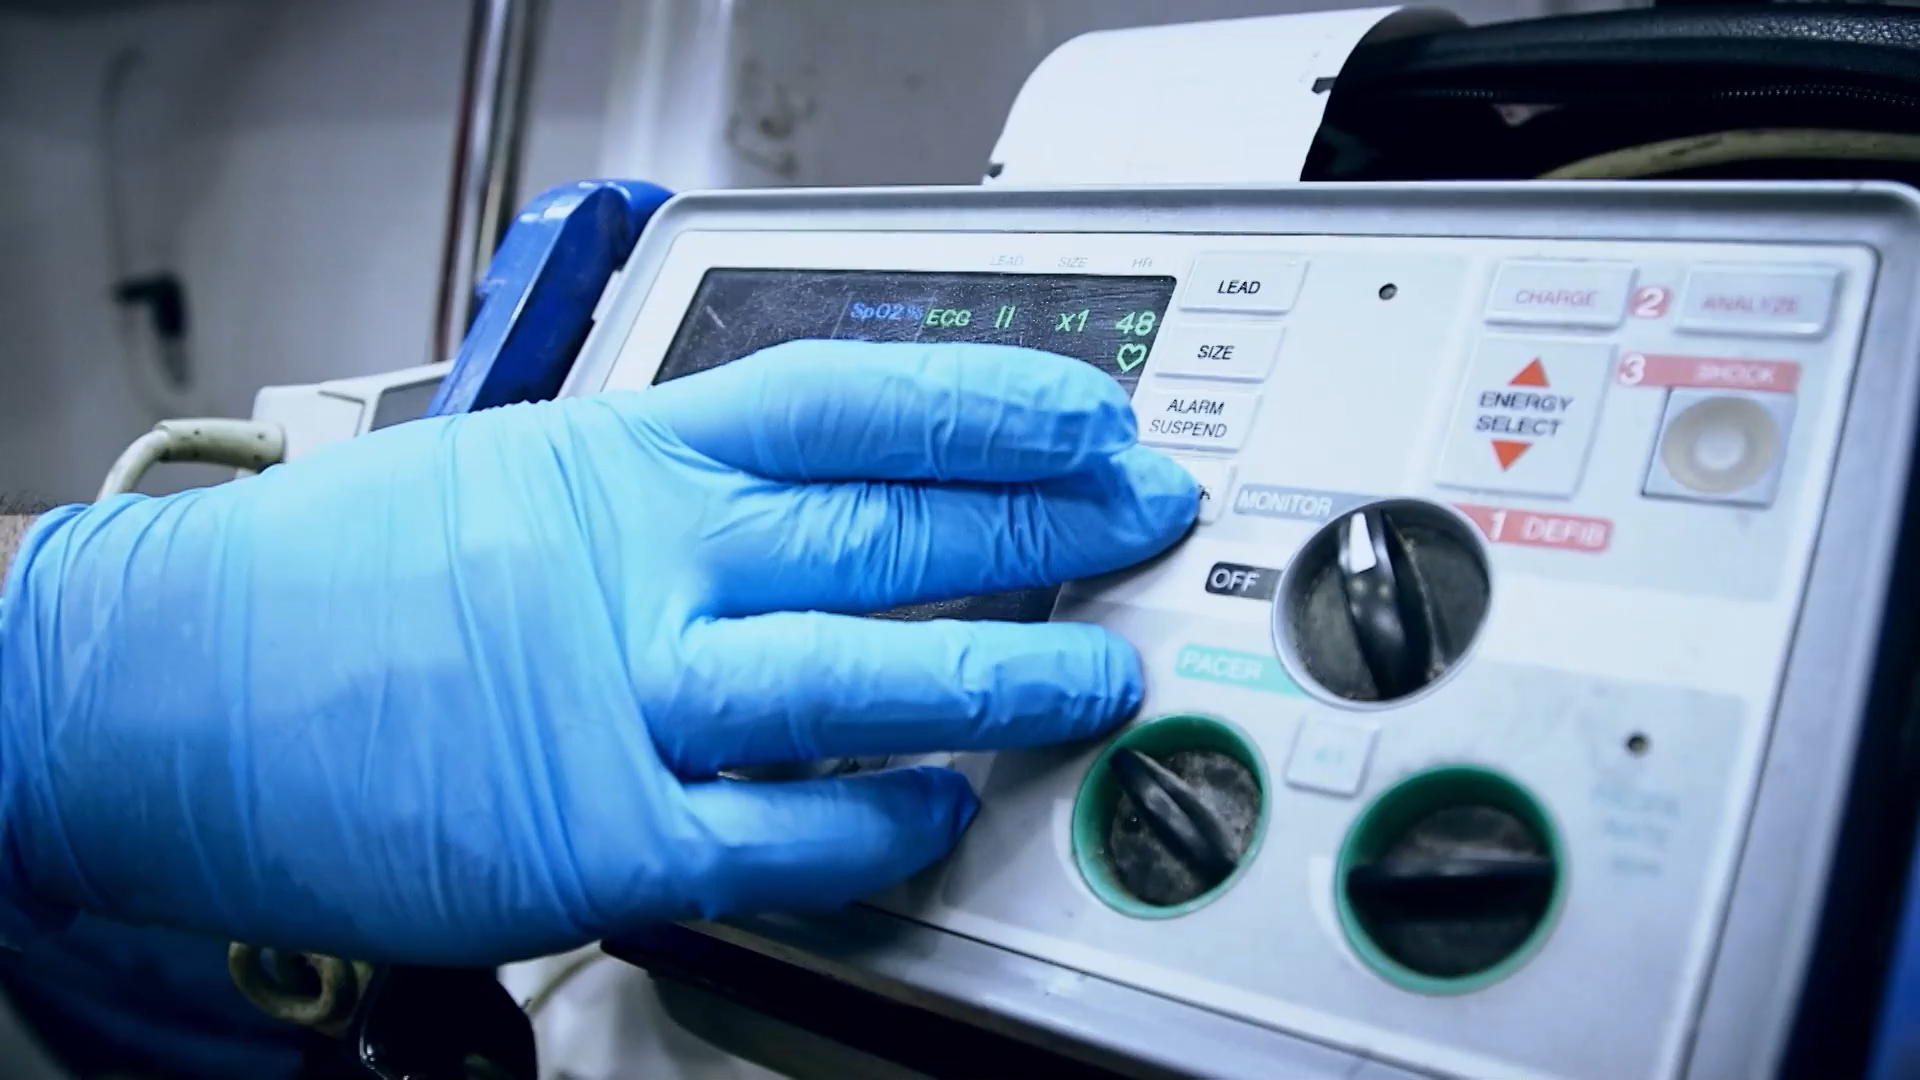 LEAD SIZE HR
SpO2% ECG II x1 48
LEAD
SIZE
ALARM
SUSPEND
CHARGE
2
ANALYZE
ENERGY
SELECT
3 SHOCK
MONITOR
1 DEFIB
OFF
PACER